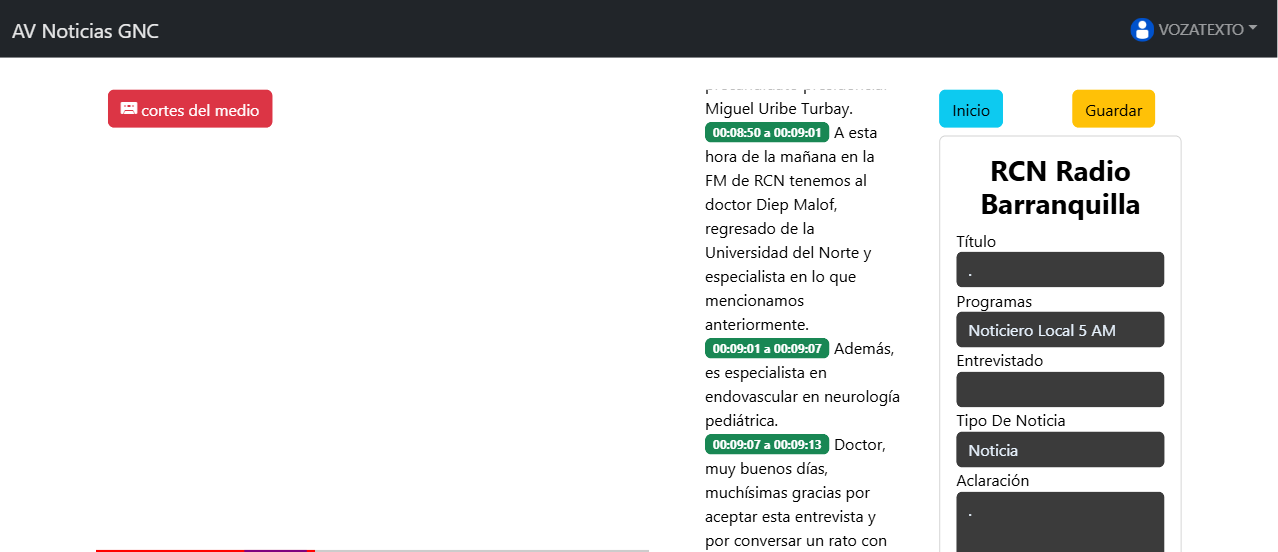 AV Noticias GNC
VOZATEXTO
cortes del medio
precandidato presidencial
Miguel Uribe Turbay.
00:08:50 a 00:09:01 A esta
hora de la mañana en la
FM de RCN tenemos al
doctor Diep Malof,
regresado de la
Universidad del Norte y
especialista en lo que
mencionamos
anteriormente.
00:09:01 a 00:09:07 Además,
es especialista en
endovascular en neurología
pediátrica.
00:09:07 a 00:09:13 Doctor,
muy buenos días,
muchísimas gracias por
aceptar esta entrevista y
por conversar un rato con
Inicio
Guardar
RCN Radio
Barranquilla
Título
.
Programas
Noticiero Local 5 AM
Entrevistado
Tipo De Noticia
Noticia
Aclaración
.